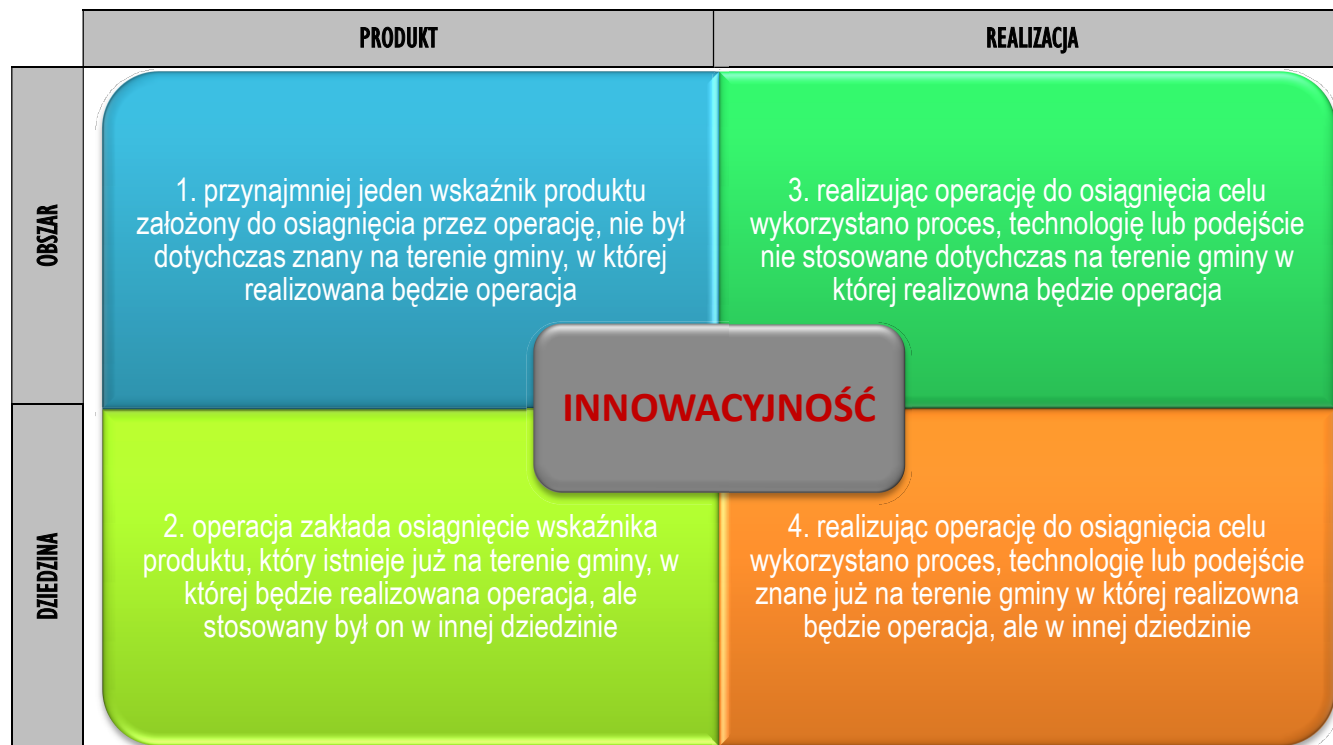 PRODUKT
REALIZACJA
OBSZAR
1. przynajmniej jeden wskaźnik produktu
założony do osiagnięcia przez operację, nie był
dotychczas znany na terenie gminy, w której
realizowana będzie operacja
3. realizując operację do osiągnięcia celu
wykorzystano proces, technologię lub podejście
nie stosowane dotychczas na terenie gminy w
której realizowna będzie operacja
INNOWACYJNOŚĆ
DZIEDZINA
2. operacja zakłada osiągnięcie wskaźnika
produktu, który istnieje już na terenie gminy, w
której będzie realizowana operacja, ale
stosowany był on w innej dziedzinie
4. realizując operację do osiągnięcia celu
wykorzystano proces, technologię lub podejście
znane już na terenie gminy w której realizowna
będzie operacja, ale w innej dziedzinie